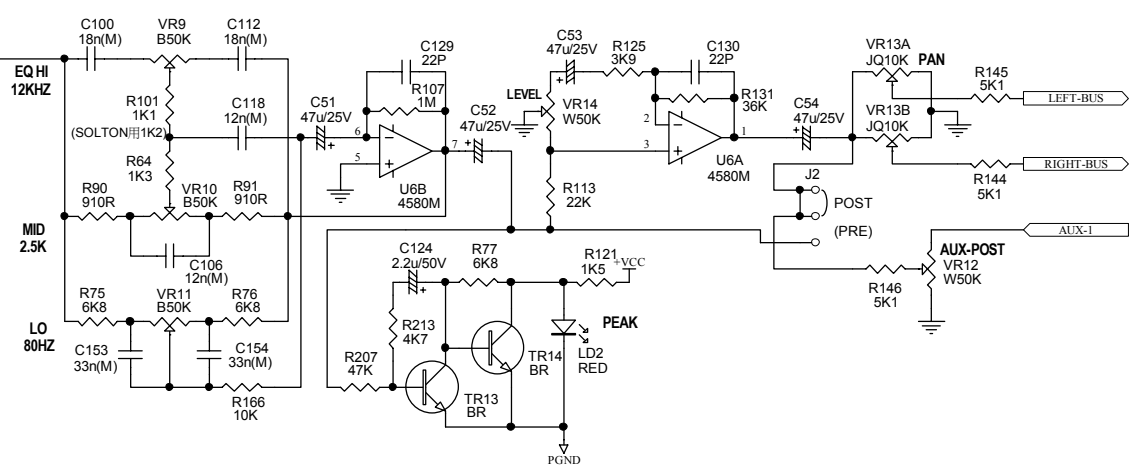 C100
18n(M)
VR9
B50K
C112
18n(M)
EQ HI
12KHZ
R101
1K1
(SOLTON用1K2)
C118
12n(M)
R64
1K3
R90
910R
VR10
B50K
R91
910R
MID
2.5K
C106
12n(M)
R75
6K8
VR11
B50K
R76
6K8
LO
80HZ
C153
33n(M)
C154
33n(M)
R166
10K
C51
47u/25V
C129
22P
R107
1M
6
5
7
U6B
4580M
C52
47u/25V
C53
47u/25V
R125
3K9
C130
22P
LEVEL
VR14
W50K
R131
36K
2
3
1
U6A
4580M
R113
22K
C54
47u/25V
VR13A
JQ10K
PAN
VR13B
JQ10K
R145
5K1
LEFT-BUS
R144
5K1
RIGHT-BUS
J2
POST
(PRE)
AUX-1
AUX-POST
VR12
W50K
R146
5K1
C124
2.2u/50V
R77
6K8
R121
1K5
+VCC
R213
4K7
R207
47K
TR13
BR
TR14
BR
PEAK
LD2
RED
PGND